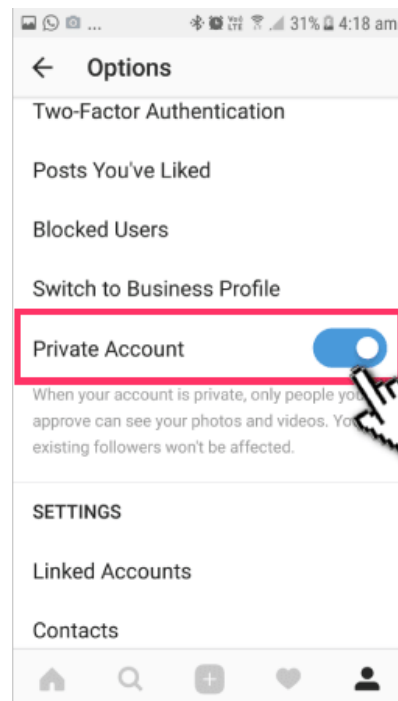 ... VoD LTE 31% 4:18 am
Options
Two-Factor Authentication
Posts You've Liked
Blocked Users
Switch to Business Profile
Private Account
When your account is private, only people you
approve can see your photos and videos.
existing followers won't be affected.
SETTINGS
Linked Accounts
Contacts